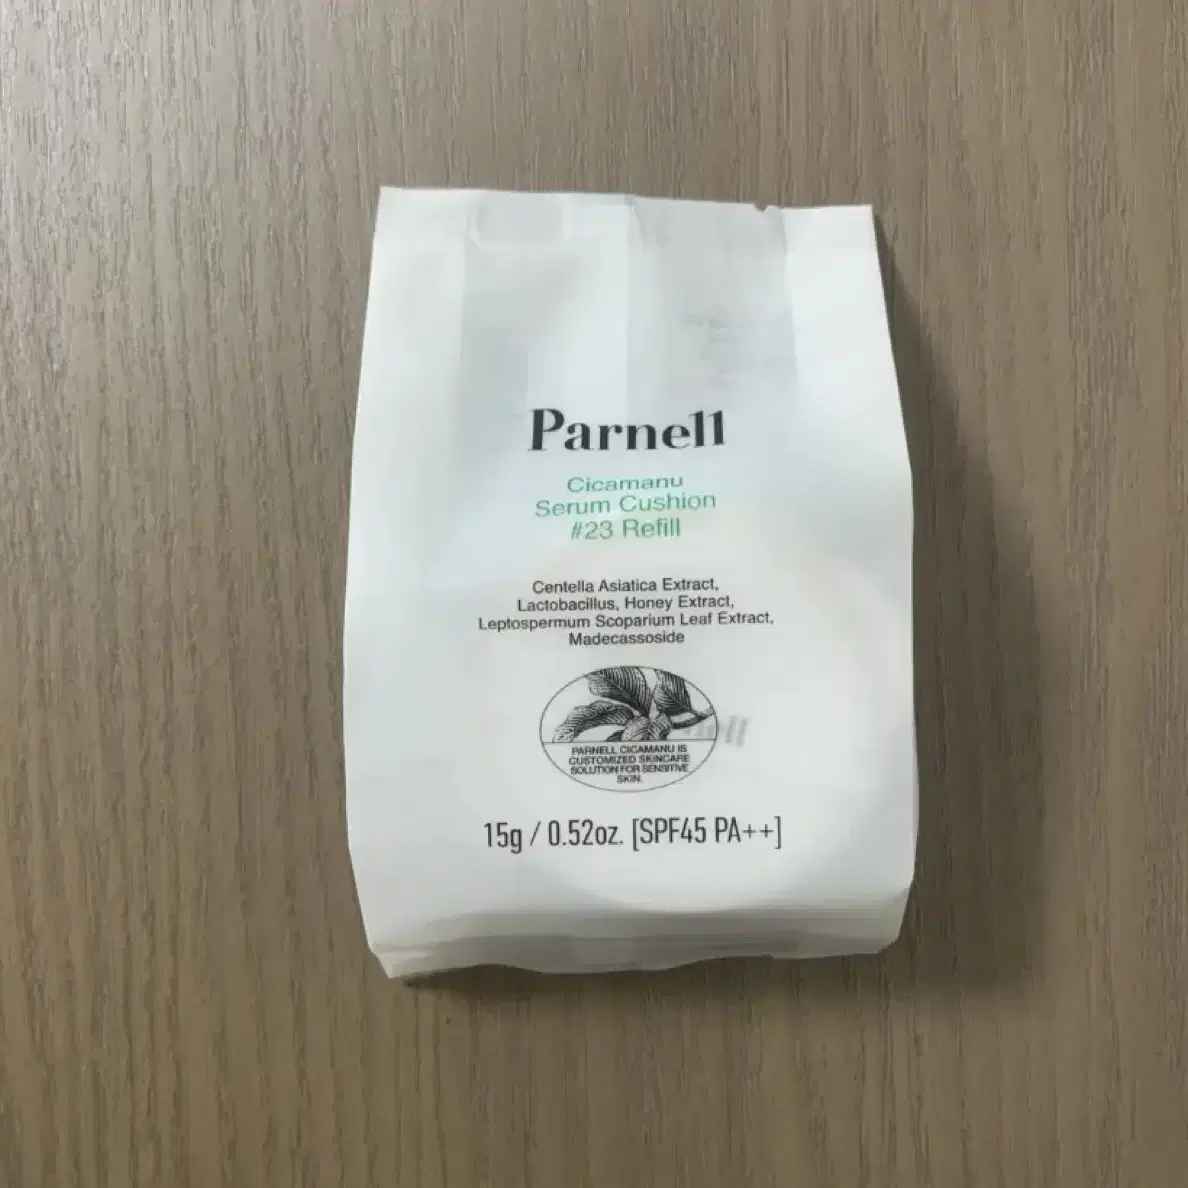 Parnell
Cicamanu
Serum Cushion
#23 Refill
Centella Asiatica Extract,
Lactobacillus, Honey Extract,
Leptospermum Scoparium Leaf Extract,
Madecassoside
PARNELL CICAMANU IS
CUSTOMIZED SKINCARE
SOLUTION FOR SENSITIVE
SKIN.
15g / 0.52oz. [SPF45 PA++]